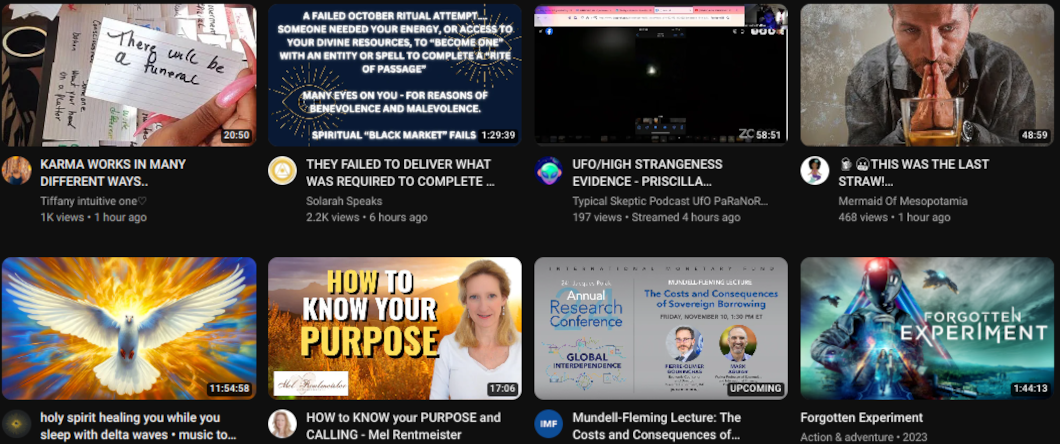 There will be
a funeral
20:50
A FAILED OCTOBER RITUAL ATTEMPT....
SOMEONE NEEDED YOUR ENERGY, OR ACCESS TO
YOUR DIVINE RESOURCES, TO “BECOME ONE”
WITH AN ENTITY OR SPELL TO COMPLETE A “RITE
OF PASSAGE”
MANY EYES ON YOU - FOR REASONS OF
BENEVOLENCE AND MALEVOLENCE.
SPIRITUAL “BLACK MARKET” FAILS
1:29:39
ZC
58:51
48:59
KARMA WORKS IN MANY
DIFFERENT WAYS..
Tiffany intuitive one♡
1K views • 1 hour ago
THEY FAILED TO DELIVER WHAT
WAS REQUIRED TO COMPLETE ...
Solarah Speaks
2.2K views • 6 hours ago
UFO/HIGH STRANGENESS
EVIDENCE - PRISCILLA...
Typical Skeptic Podcast UfO PaRaNoR...
197 views • Streamed 4 hours ago
THIS WAS THE LAST
STRAW!...
Mermaid Of Mesopotamia
468 views • 1 hour ago
11:54:58
HOW TO
KNOW YOUR
PURPOSE
Mel Rentmeister
17:06
INTERNATIONAL MONETARY FUND
Annual
Research
Conference
GLOBAL
INTERDEPENDENCE
MUNDELL-FLEMING LECTURE
The Costs and Consequences
of Sovereign Borrowing
FRIDAY, NOVEMBER 10, 1:30 PM ET
PIERRE-OLIVIER
GOURINCHAS
MARK
AGUIAR
UPCOMING
FORGOTTEN
EXPERIMENT
1:44:13
holy spirit healing you while you
sleep with delta waves • music to...
HOW to KNOW your PURPOSE and
CALLING - Mel Rentmeister
IMF
Mundell-Fleming Lecture: The
Costs and Consequences of...
Forgotten Experiment
Action & adventure • 2023